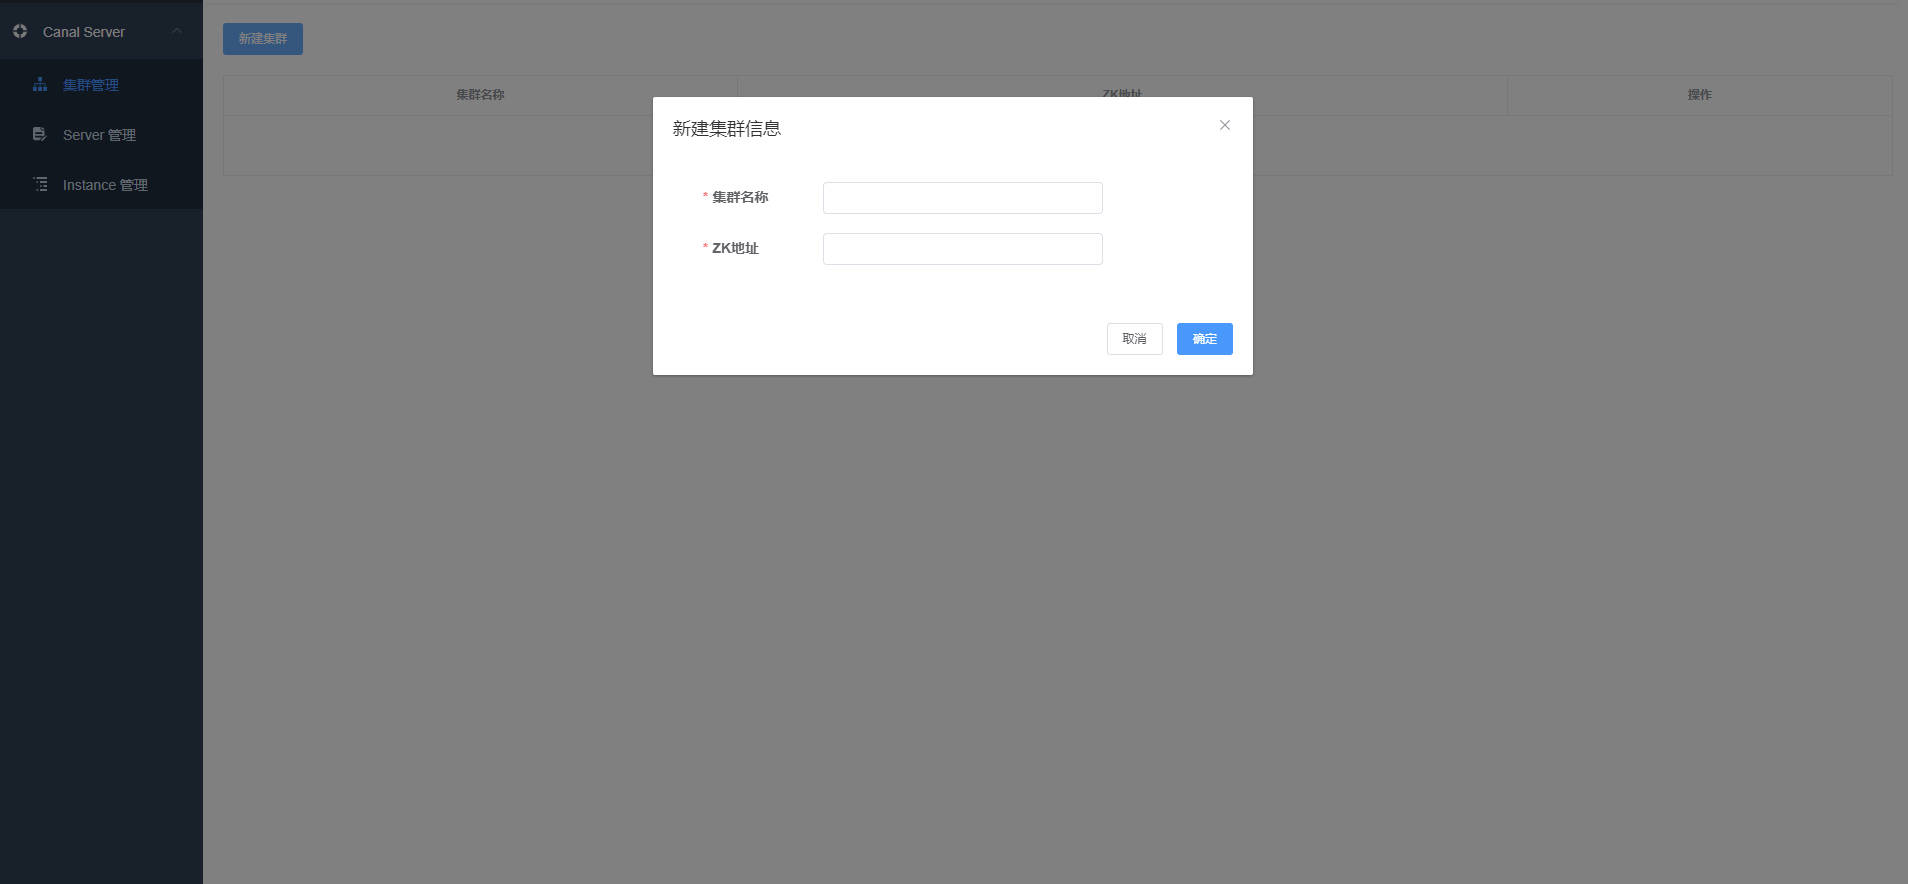 Canal Server
集群管理
Server 管理
Instance 管理
新建集群
集群名称
ZK地址
操作
新建集群信息
* 集群名称
* ZK地址
取消
确定